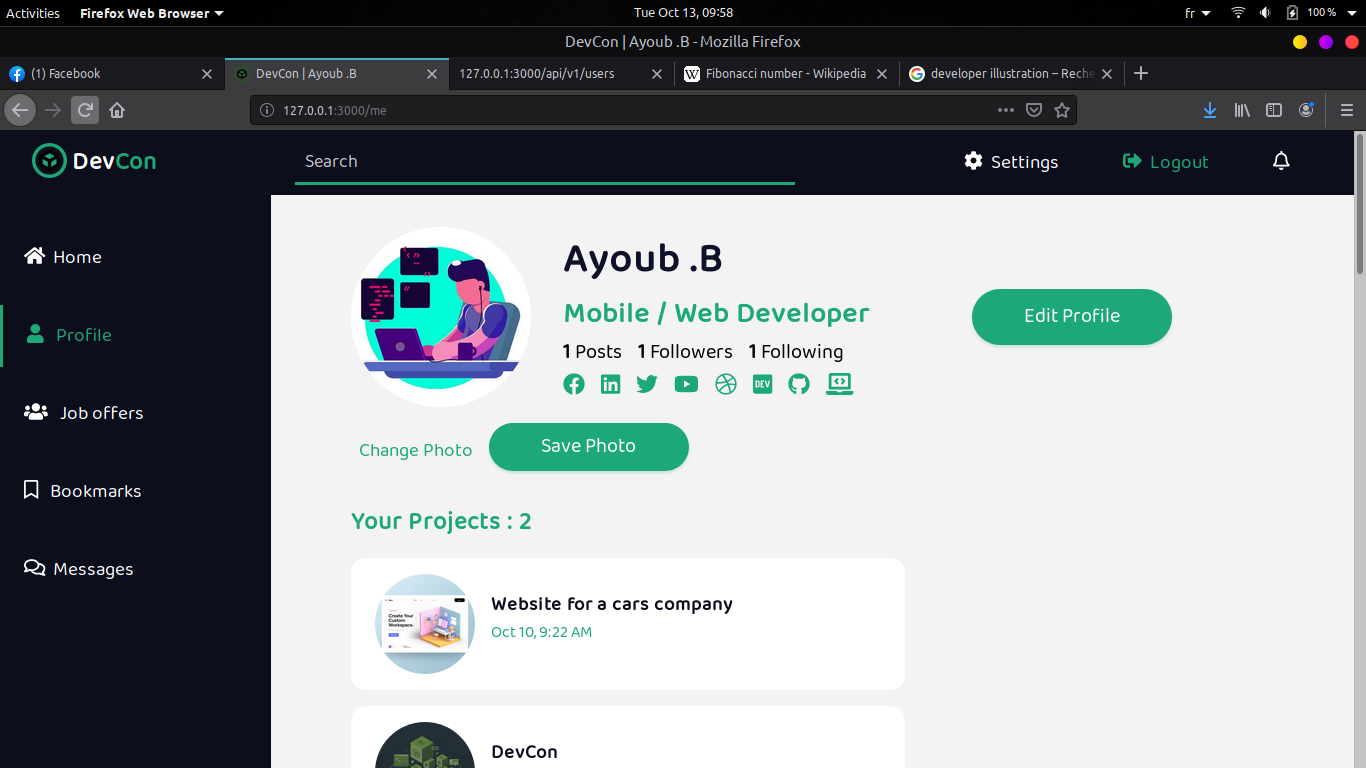 Activities Firefox Web Browser Tue Oct 13, 09:58 fr 100 %
DevCon | Ayoub .B - Mozilla Firefox
(1) Facebook DevCon | Ayoub .B 127.0.0.1:3000/api/v1/users Fibonacci number - Wikipedia developer illustration – Reche
127.0.0.1:3000/me
DevCon Search Settings Logout
Home
Profile
Job offers
Bookmarks
Messages
Ayoub .B
Mobile / Web Developer
1 Posts 1 Followers 1 Following
DEV
Edit Profile
Change Photo Save Photo
Your Projects : 2
Create Your
Custom
Workspace.
Website for a cars company
Oct 10, 9:22 AM
DevCon